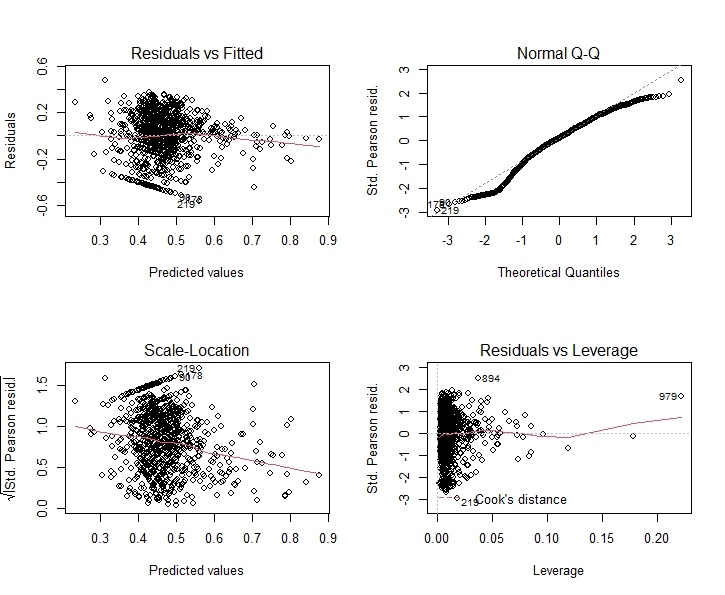 Residuals vs Fitted
Residuals
0.6
0.2
-0.2
-0.6
219
0.3 0.4 0.5 0.6 0.7 0.8 0.9
Predicted values
Normal Q-Q
Std. Pearson resid.
3
2
1
0
-1
-2
-3
219
-3 -2 -1 0 1 2 3
Theoretical Quantiles
Scale-Location
√|Std. Pearson resid.|
1.5
1.0
0.5
0.0
219
0.3 0.4 0.5 0.6 0.7 0.8 0.9
Predicted values
Residuals vs Leverage
Std. Pearson resid.
3
2
1
0
-1
-2
-3
894
979
219
Cook's distance
0.00 0.05 0.10 0.15 0.20
Leverage